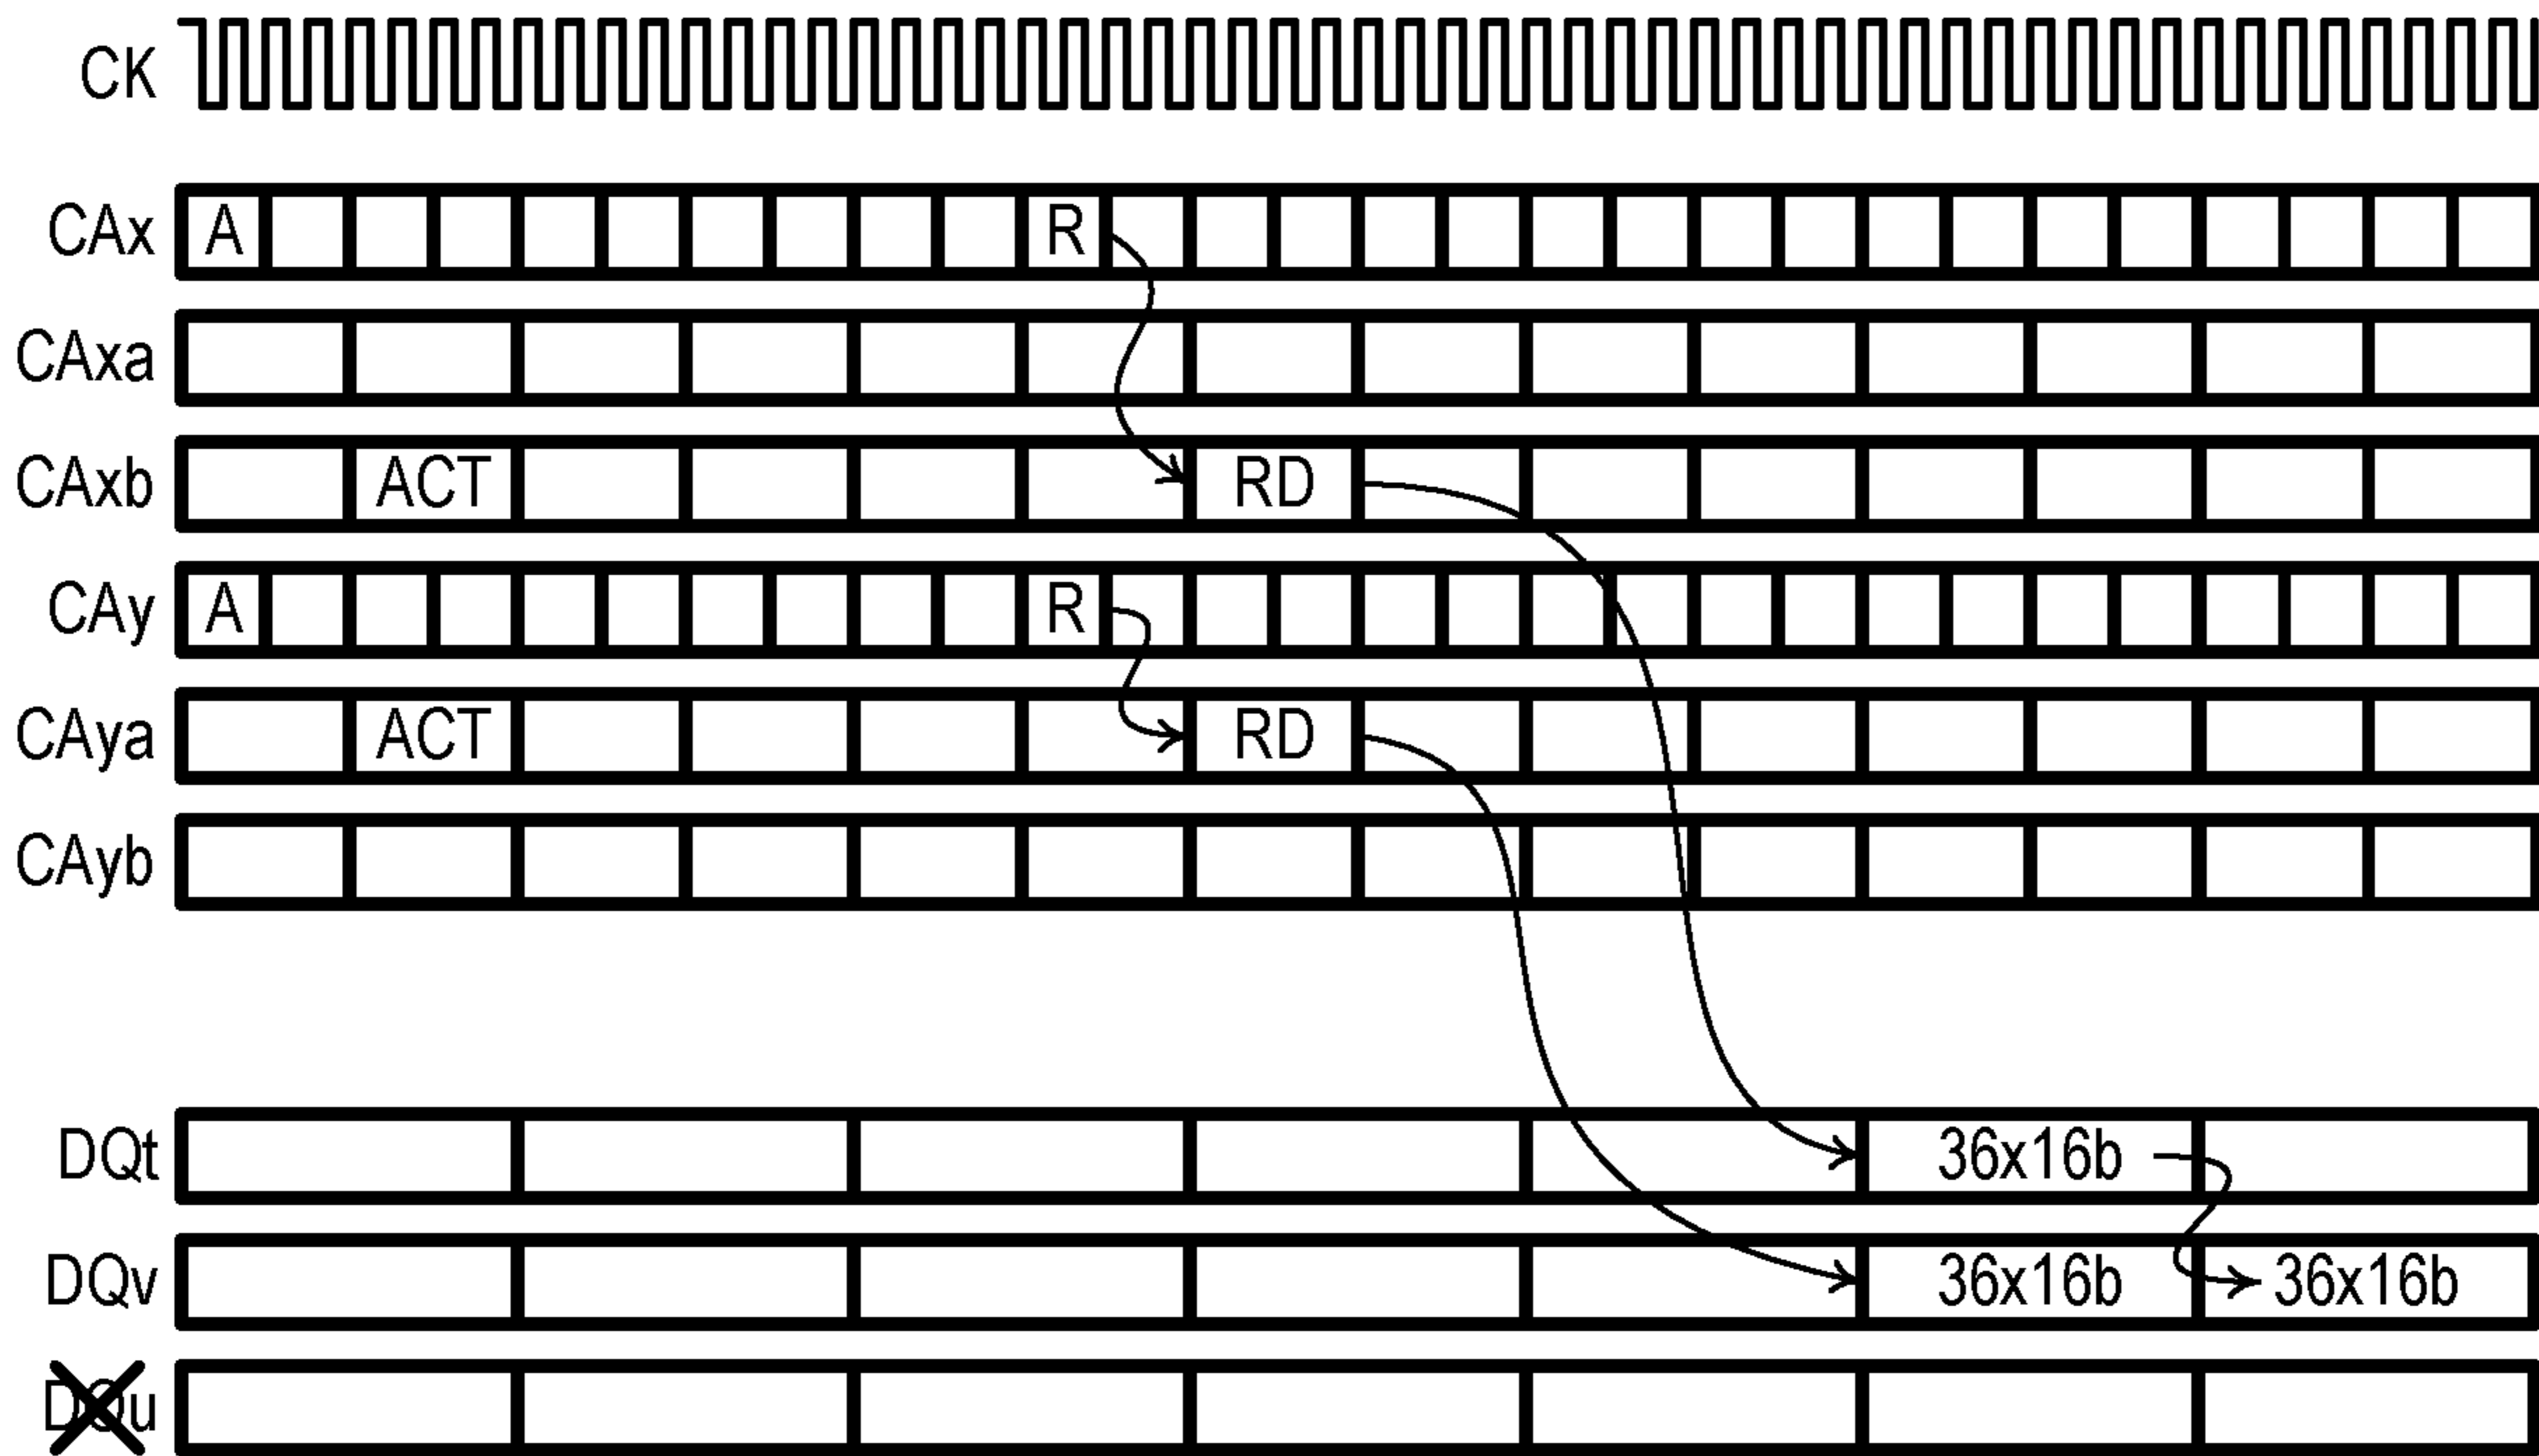 CK
CAx A R
CAxa
CAxb ACT RD
CAy A R
CAya ACT RD
CAyb
DQt 36x16b
DQv 36x16b 36x16b
DQu